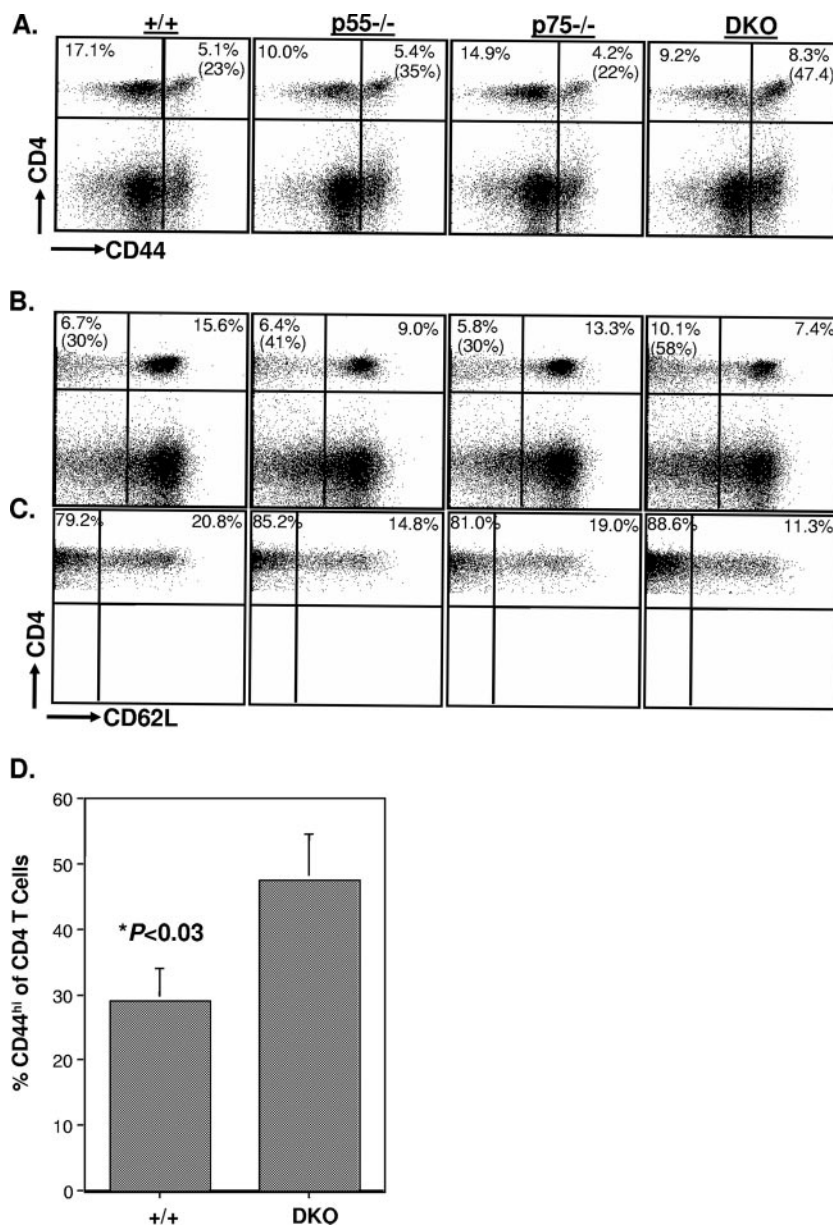 A.
+/+ p55-/- p75-/- DKO
17.1% 5.1% 10.0% 5.4% 14.9% 4.2% 9.2% 8.3%
(23%) (35%) (22%) (47.4)
CD4
CD44
B.
6.7% 15.6% 6.4% 9.0% 5.8% 13.3% 10.1% 7.4%
(30%) (41%) (30%) (58%)
C.
79.2% 20.8% 85.2% 14.8% 81.0% 19.0% 88.6% 11.3%
CD4
CD62L
D.
60
50
40
30
20
10
0
% CD44hi of CD4 T Cells
*P<0.03
+/+ DKO